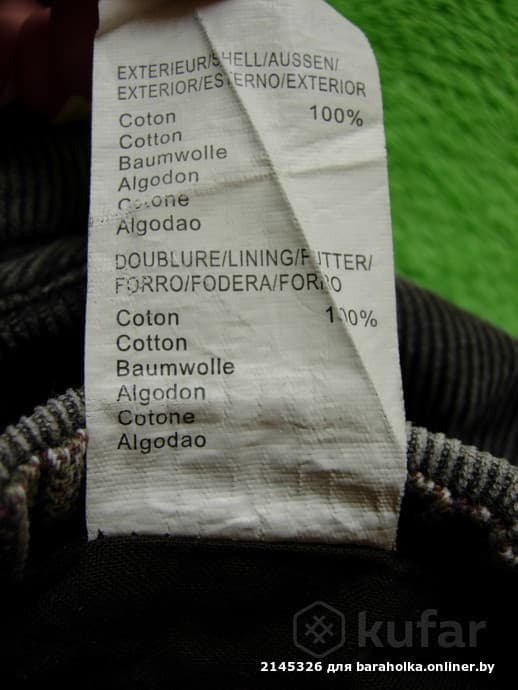 EXTERIEUR/SHELL/AUSSEN/
EXTERIOR/ESTERNO/EXTERIOR
Coton 100%
Cotton
Baumwolle
Algodon
Cotone
Algodao
DOUBLURE/LINING/FUTTER/
FORRO/FODERA/FORRO
Coton 100%
Cotton
Baumwolle
Algodon
Cotone
Algodao
kufar
2145326 для baraholka.onliner.by